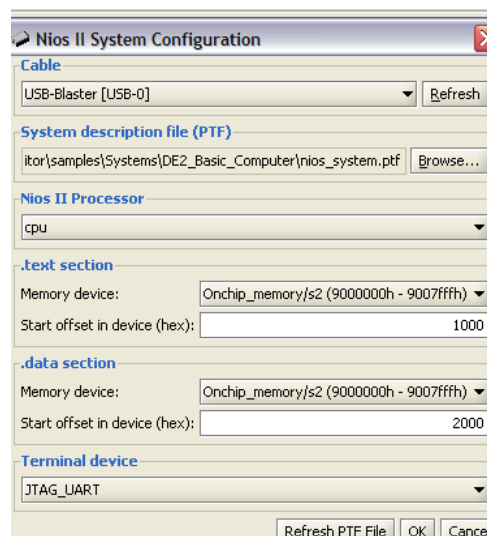 Nios II System Configuration
Cable
USB-Blaster [USB-0] Refresh
System description file (PTF)
itor\samples\Systems\DE2_Basic_Computer\nios_system.ptf Browse...
Nios II Processor
cpu
.text section
Memory device: Onchip_memory/s2 (9000000h - 9007fffh)
Start offset in device (hex): 1000
.data section
Memory device: Onchip_memory/s2 (9000000h - 9007fffh)
Start offset in device (hex): 2000
Terminal device
JTAG_UART
Refresh PTF File OK Cance